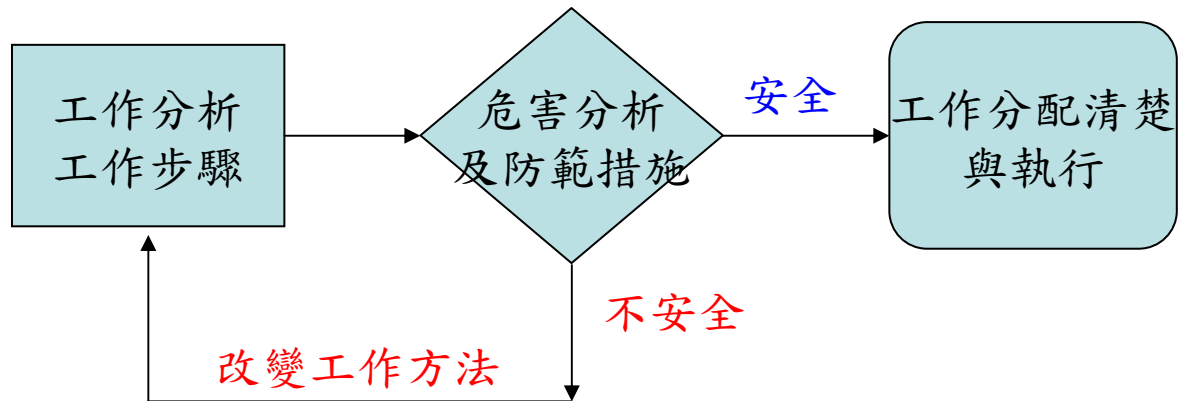 工作分析
工作步驟
危害分析
及防範措施
安全
工作分配清楚
與執行
不安全
改變工作方法